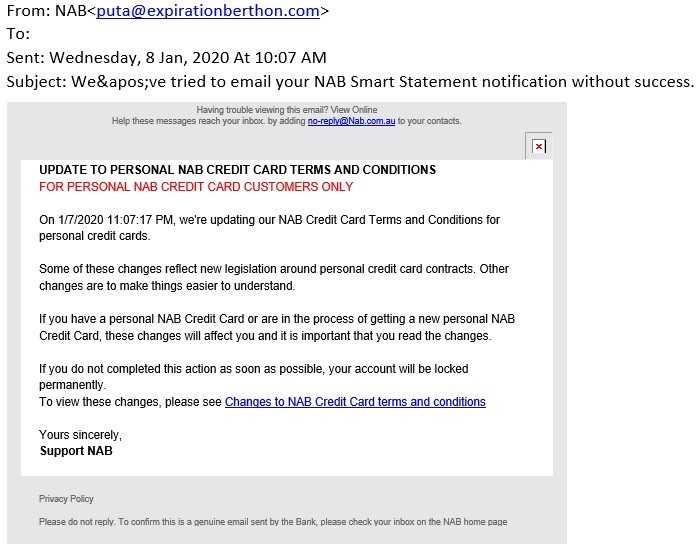 From: NAB<puta@expirationberthon.com>
To:
Sent: Wednesday, 8 Jan, 2020 At 10:07 AM
Subject: We&apos;ve tried to email your NAB Smart Statement notification without success.
Having trouble viewing this email? View Online
Help these messages reach your inbox. by adding no-reply@Nab.com.au to your contacts.
UPDATE TO PERSONAL NAB CREDIT CARD TERMS AND CONDITIONS
FOR PERSONAL NAB CREDIT CARD CUSTOMERS ONLY
On 1/7/2020 11:07:17 PM, we're updating our NAB Credit Card Terms and Conditions for
personal credit cards.
Some of these changes reflect new legislation around personal credit card contracts. Other
changes are to make things easier to understand.
If you have a personal NAB Credit Card or are in the process of getting a new personal NAB
Credit Card, these changes will affect you and it is important that you read the changes.
If you do not completed this action as soon as possible, your account will be locked
permanently.
To view these changes, please see Changes to NAB Credit Card terms and conditions
Yours sincerely,
Support NAB
Privacy Policy
Please do not reply. To confirm this is a genuine email sent by the Bank, please check your inbox on the NAB home page